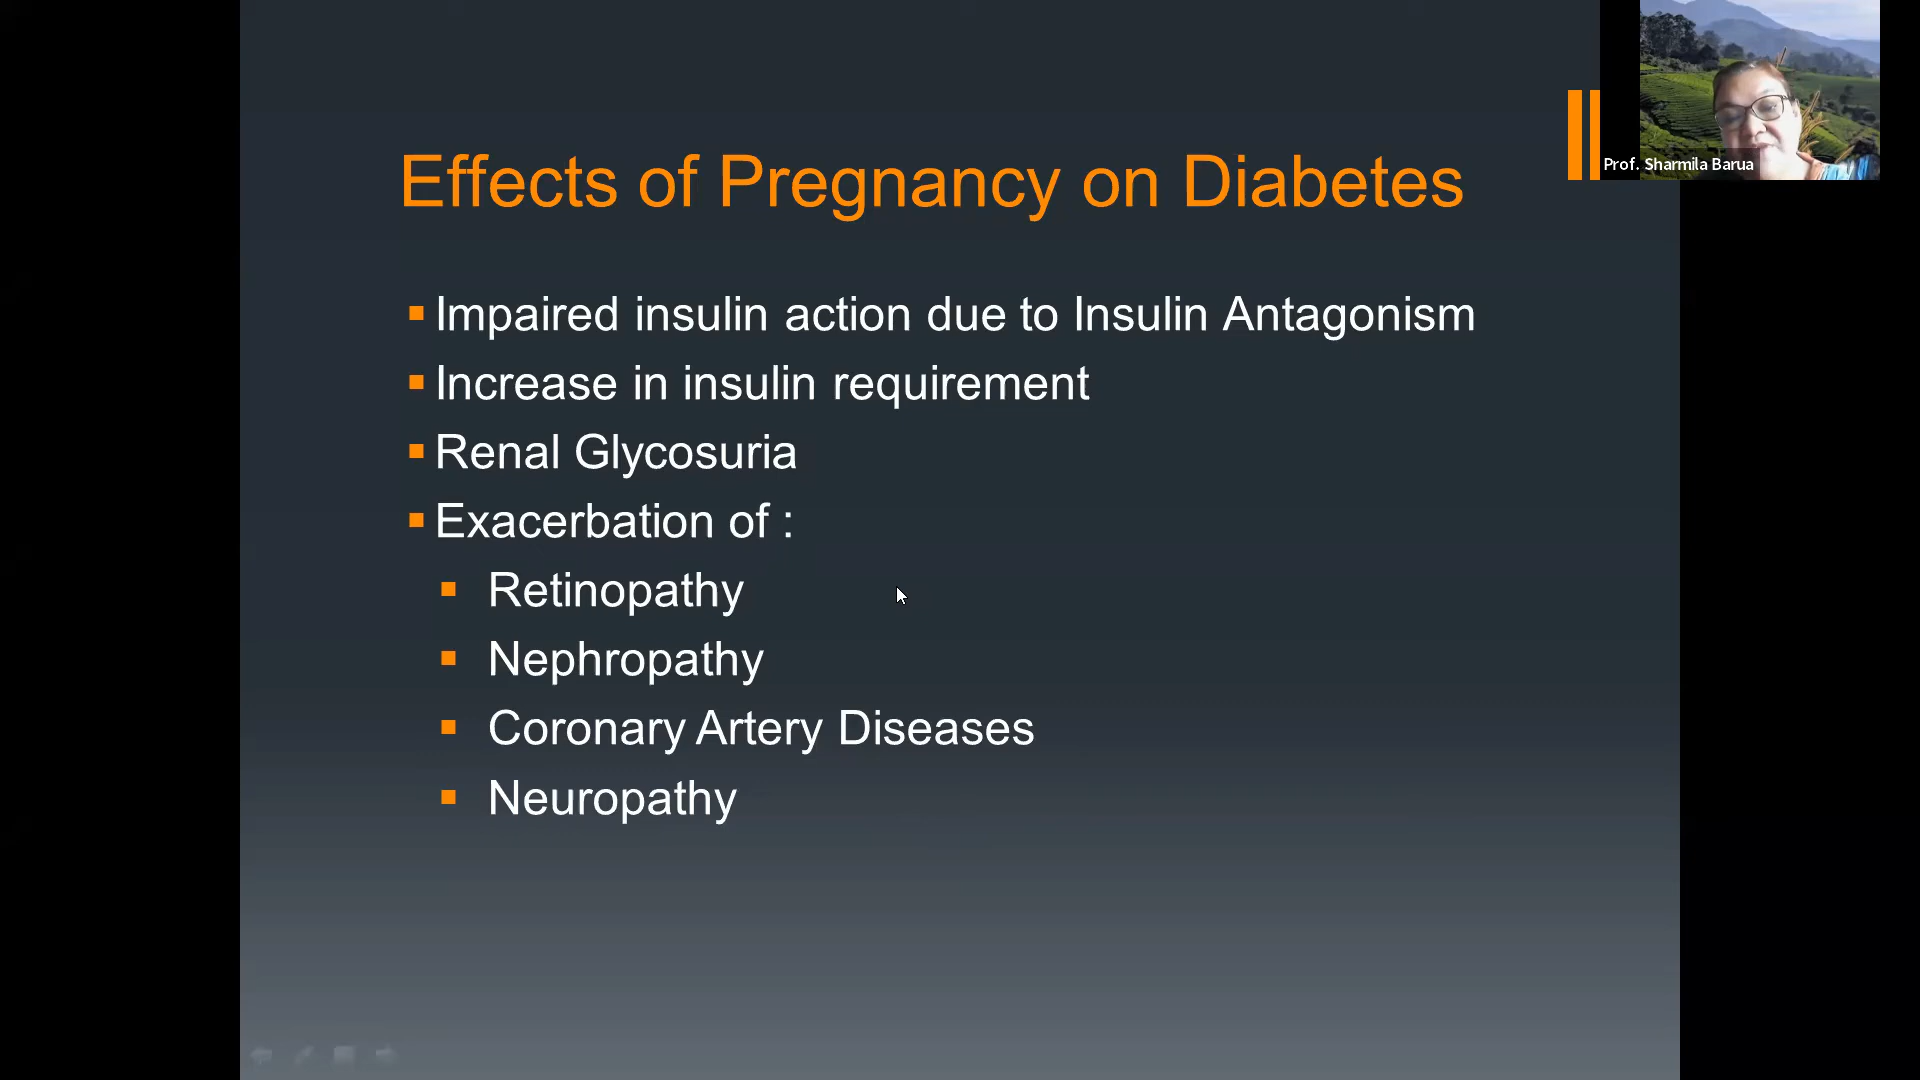 Effects of Pregnancy on Diabetes
Prof. Sharmila Barua
Impaired insulin action due to Insulin Antagonism
Increase in insulin requirement
Renal Glycosuria
Exacerbation of :
Retinopathy
Nephropathy
Coronary Artery Diseases
Neuropathy